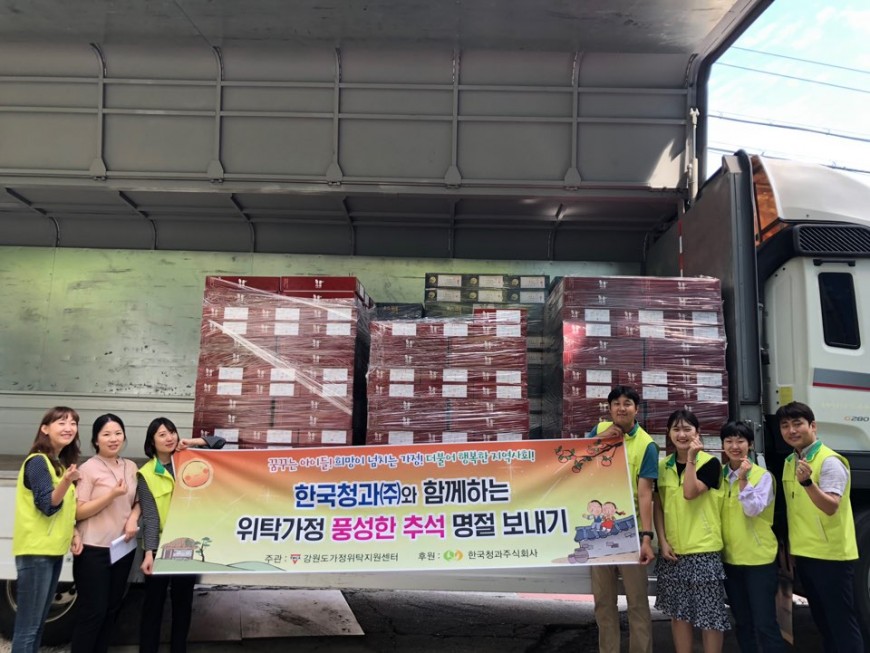 꿈꾸는 아이들! 희망이 넘치는 가정! 더불어 행복한 지역사회!
한국청과(주)와 함께하는
위탁가정 풍성한 추석 명절 보내기
주관 : 강원도가정위탁지원센터 후원 : 한국청과주식회사